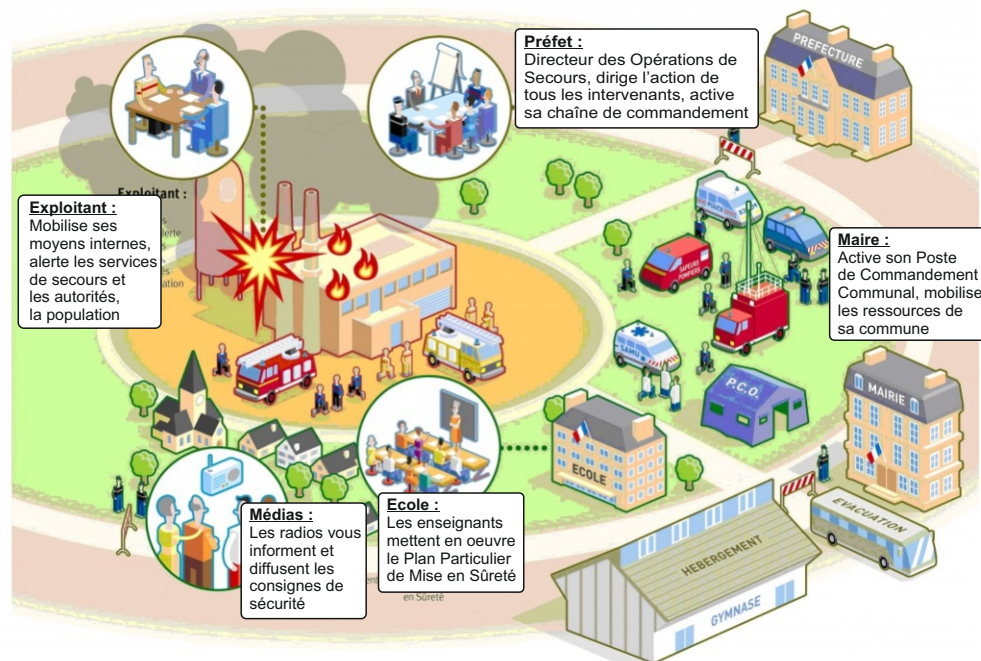 Préfet :
Directeur des Opérations de
Secours, dirige l'action de
tous les intervenants, active
sa chaîne de commandement
PREFECTURE
Exploitant :
Exploitant :
Mobilise ses
moyens internes,
alerte les services
de secours et
les autorités,
la population
POLICE
SAPEURS
POMPIERS
Maire :
Active son Poste
de Commandement
Communal, mobilise
les ressources de
sa commune
SAMU
P.C.O.
MAIRIE
ECOLE
Médias :
Les radios vous
informent et
diffusent les
consignes de
sécurité
Ecole :
Les enseignants
mettent en oeuvre
le Plan Particulier
de Mise en Sûreté
en Sûreté
EVACUATION
HEBERGEMENT
GYMNASE